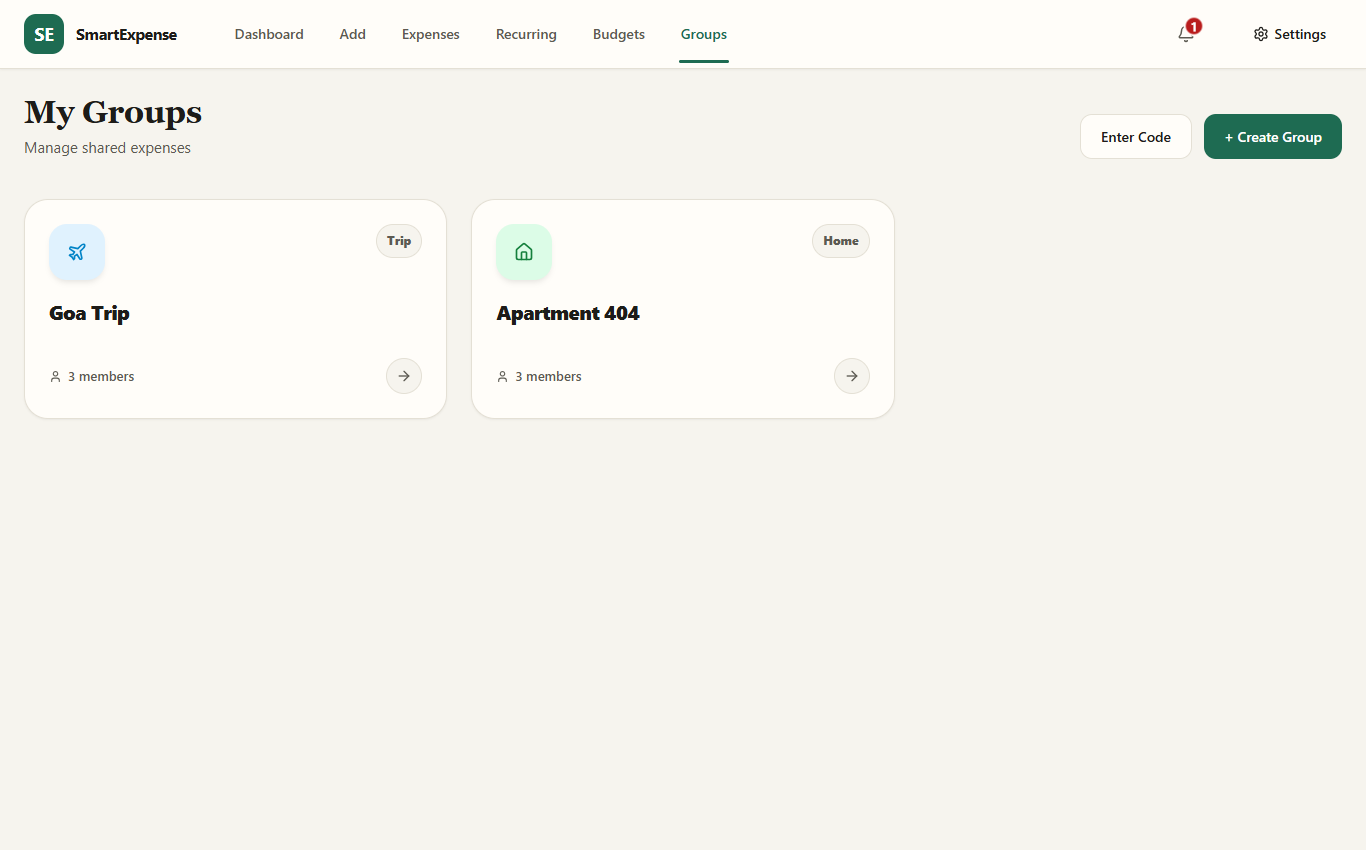 SE SmartExpense Dashboard Add Expenses Recurring Budgets Groups 1 Settings
My Groups
Manage shared expenses
Enter Code + Create Group
Trip
Goa Trip
3 members
Home
Apartment 404
3 members